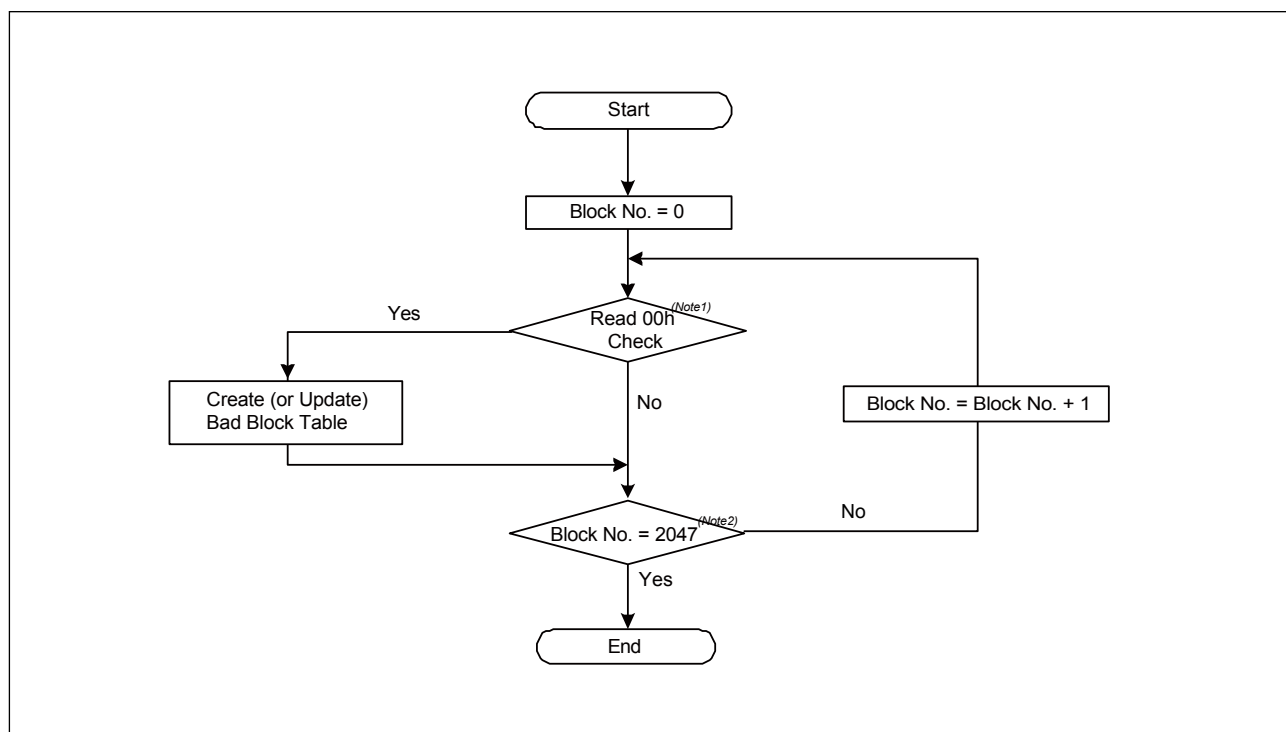 Start
Block No. = 0
(Note1)
Read 00h
Check
Yes
Create (or Update)
Bad Block Table
No
Block No. = Block No. + 1
(Note2)
Block No. = 2047
No
Yes
End